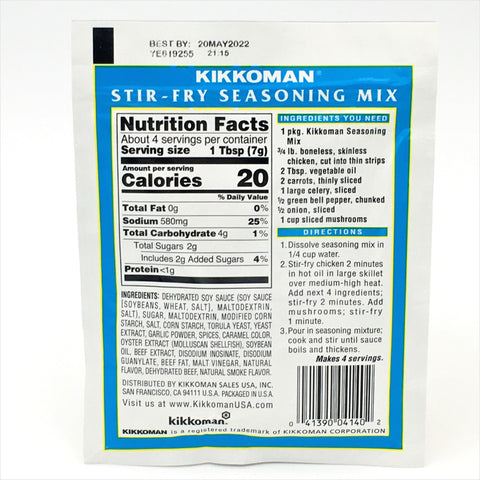 BEST BY: 20MAY2022
YE619255 21:15
KIKKOMAN®
STIR-FRY SEASONING MIX
Nutrition Facts
About 4 servings per container
Serving size 1 Tbsp (7g)
Amount per serving
Calories 20
% Daily Value
Total Fat 0g 0%
Sodium 580mg 25%
Total Carbohydrate 4g 1%
Total Sugars 2g
Includes 2g Added Sugars 4%
Protein <1g
INGREDIENTS: DEHYDRATED SOY SAUCE (SOY SAUCE
[SOYBEANS, WHEAT, SALT], MALTODEXTRIN,
SALT), SUGAR, MALTODEXTRIN, MODIFIED CORN
STARCH, SALT, CORN STARCH, TORULA YEAST, YEAST
EXTRACT, GARLIC POWDER, SPICES, CARAMEL COLOR,
OYSTER EXTRACT (MOLLUSCAN SHELLFISH), SOYBEAN
OIL, BEEF EXTRACT, DISODIUM INOSINATE, DISODIUM
GUANYLATE, BEEF FAT, MALT VINEGAR, NATURAL
FLAVOR, DEHYDRATED BEEF, NATURAL SMOKE FLAVOR.
DISTRIBUTED BY KIKKOMAN SALES USA, INC.
SAN FRANCISCO, CA 94111 U.S.A. PACKAGED IN U.S.A.
Visit us at www.KikkomanUSA.com
INGREDIENTS YOU NEED
1 pkg. Kikkoman Seasoning
Mix
3/4 lb. boneless, skinless
chicken, cut into thin strips
2 Tbsp. vegetable oil
2 carrots, thinly sliced
1 large celery, sliced
1/2 green bell pepper, chunked
1/2 onion, sliced
1 cup sliced mushrooms
DIRECTIONS
1. Dissolve seasoning mix in
1/4 cup water.
2. Stir-fry chicken 2 minutes
in hot oil in large skillet
over medium-high heat.
Add next 4 ingredients;
stir-fry 2 minutes. Add
mushrooms; stir-fry
1 minute.
3. Pour in seasoning mixture;
cook and stir until sauce
boils and thickens.
Makes 4 servings.
0 41390 04140 2
kikkoman®
KIKKOMAN is a registered trademark of KIKKOMAN CORPORATION